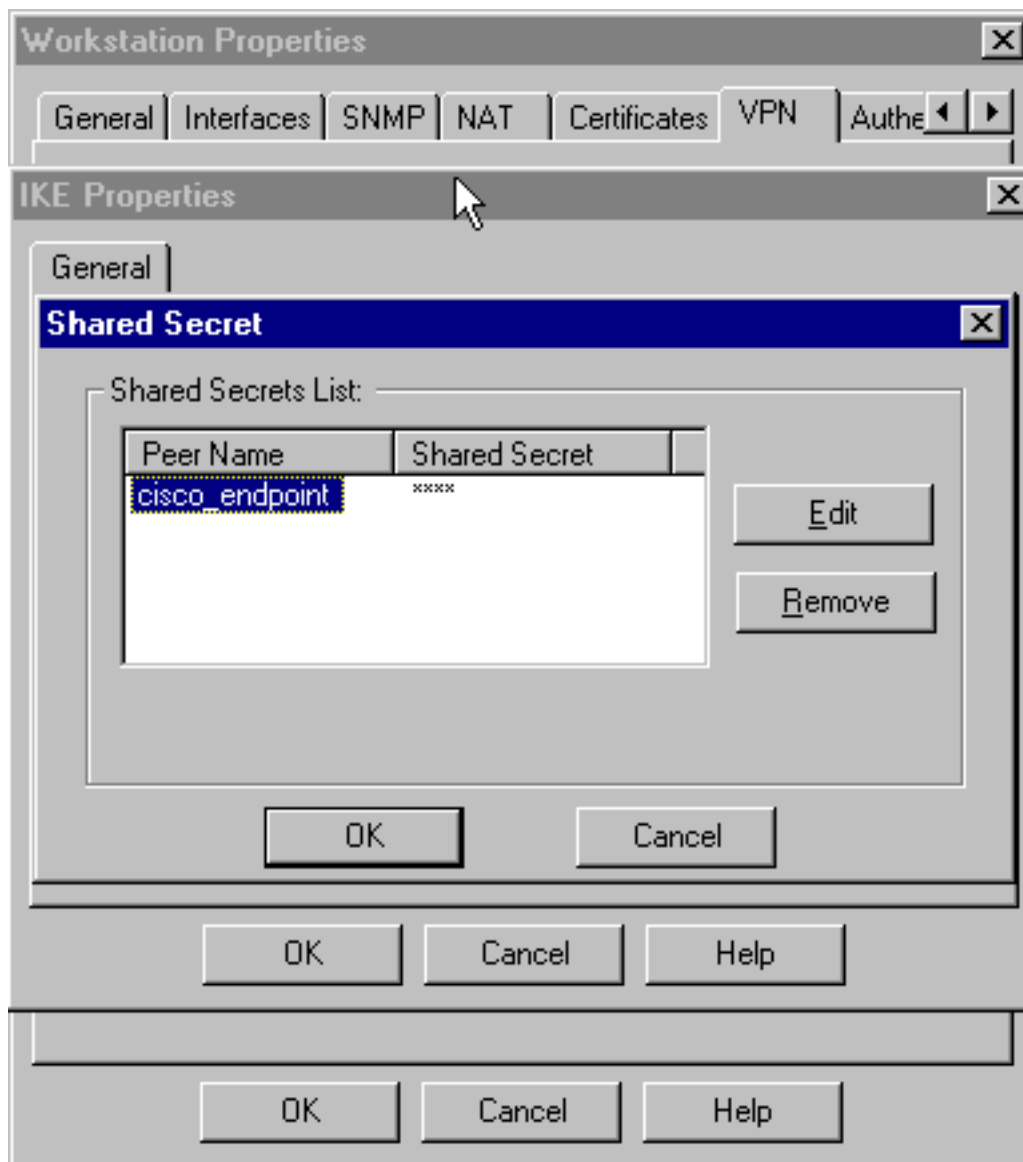 Workstation Properties
General Interfaces SNMP NAT Certificates VPN Authe
IKE Properties
General
Shared Secret
Shared Secrets List:
Peer Name Shared Secret
cisco_endpoint ****
Edit
Remove
OK Cancel
OK Cancel Help
OK Cancel Help